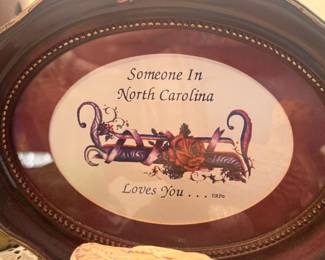 Someone In
North Carolina
Loves You . . .